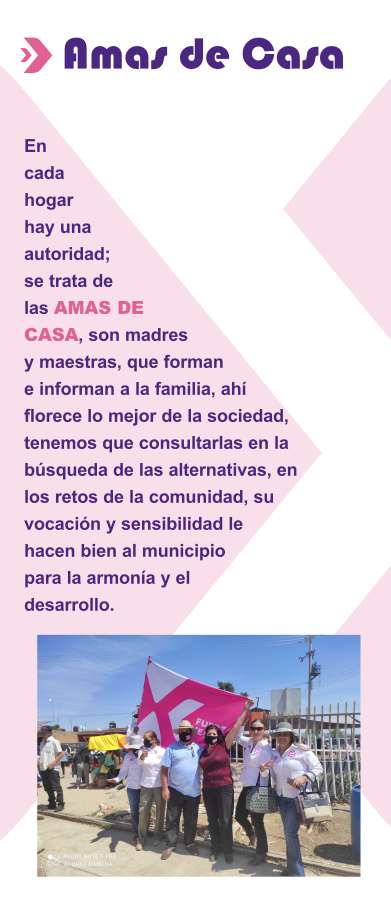 Amas de Casa
En
cada
hogar
hay una
autoridad;
se trata de
las AMAS DE
CASA, son madres
y maestras, que forman
e informan a la familia, ahí
florece lo mejor de la sociedad,
tenemos que consultarlas en la
búsqueda de las alternativas, en
los retos de la comunidad, su
vocación y sensibilidad le
hacen bien al municipio
para la armonía y el
desarrollo.